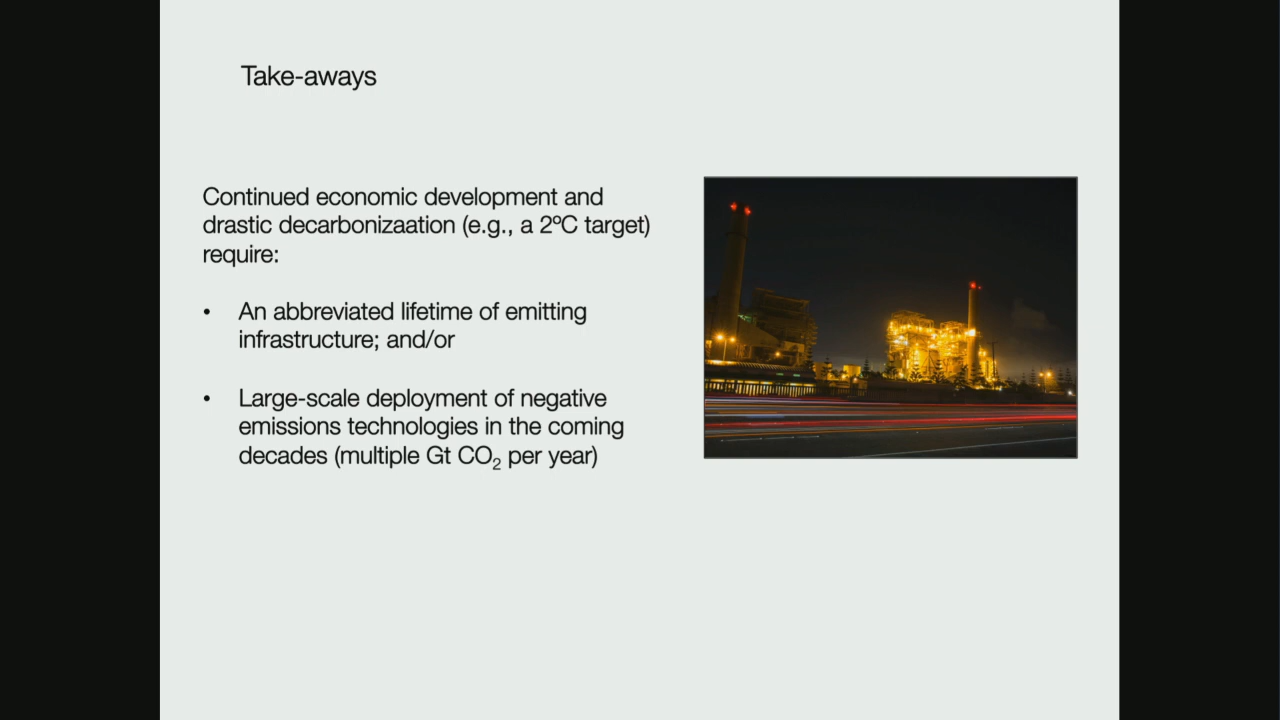 Take-aways
Continued economic development and
drastic decarbonizaation (e.g., a 2ºC target)
require:
• An abbreviated lifetime of emitting
infrastructure; and/or
• Large-scale deployment of negative
emissions technologies in the coming
decades (multiple Gt CO₂ per year)